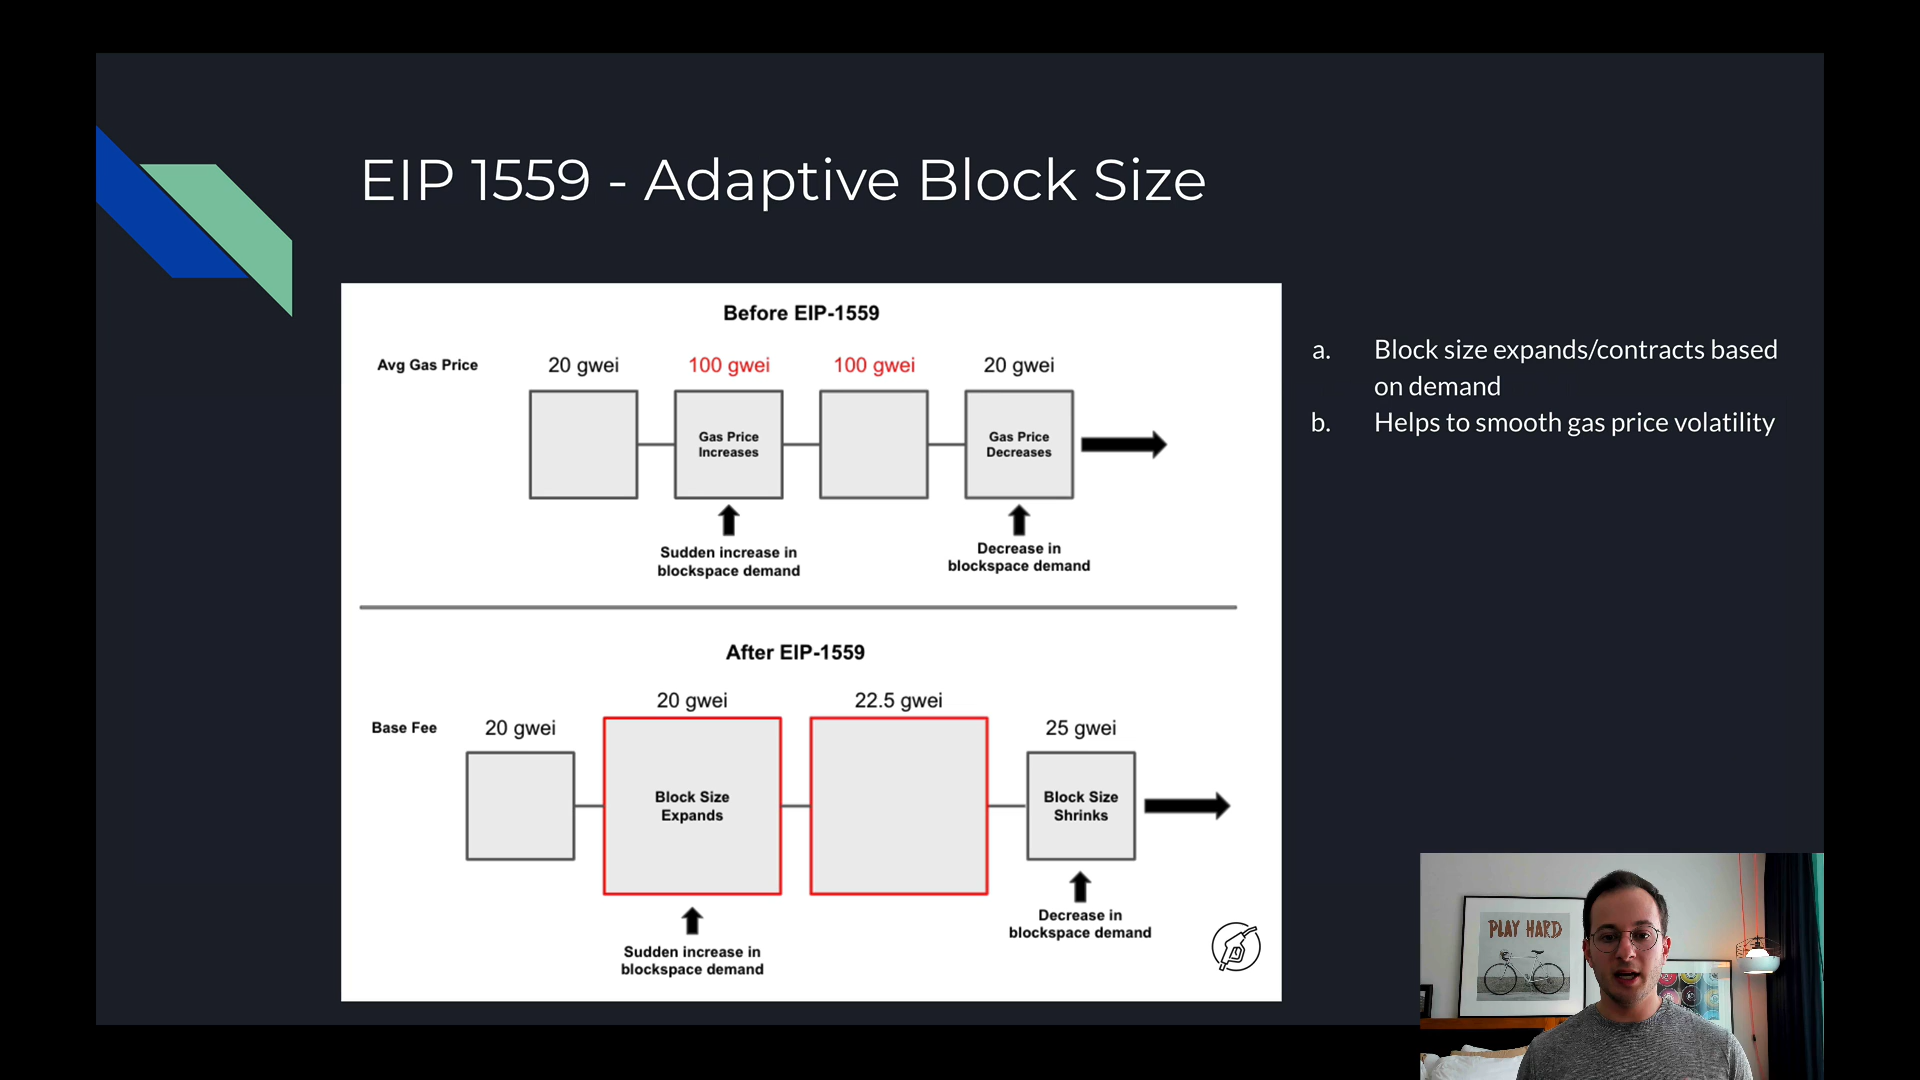 EIP 1559 - Adaptive Block Size
Before EIP-1559
Avg Gas Price
20 gwei
100 gwei
100 gwei
20 gwei
Gas Price
Increases
Gas Price
Decreases
Sudden increase in
blockspace demand
Decrease in
blockspace demand
After EIP-1559
Base Fee
20 gwei
20 gwei
22.5 gwei
25 gwei
Block Size
Expands
Block Size
Shrinks
Sudden increase in
blockspace demand
Decrease in
blockspace demand
a. Block size expands/contracts based
on demand
b. Helps to smooth gas price volatility
PLAY HARD